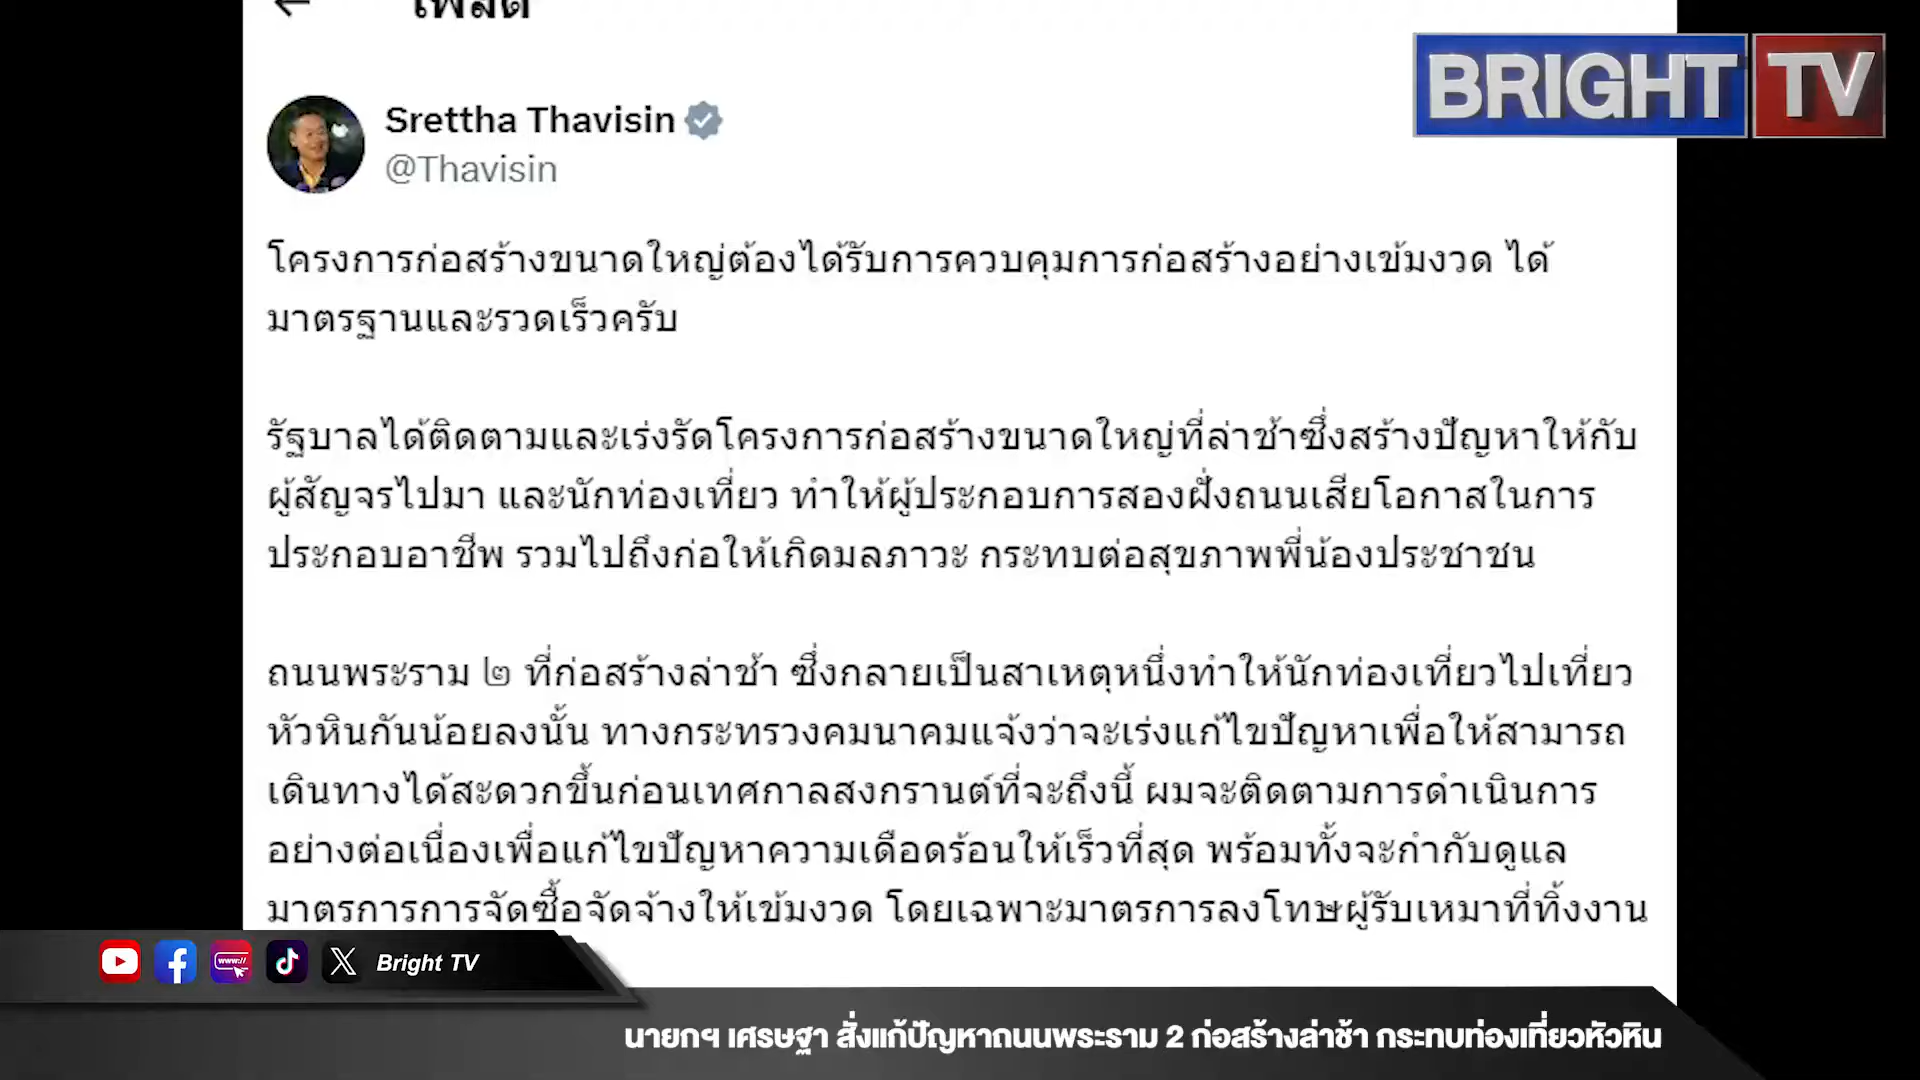 โพสต์
BRIGHT TV
Srettha Thavisin
@Thavisin
โครงการก่อสร้างขนาดใหญ่ต้องได้รับการควบคุมการก่อสร้างอย่างเข้มงวด ได้
มาตรฐานและรวดเร็วครับ
รัฐบาลได้ติดตามและเร่งรัดโครงการก่อสร้างขนาดใหญ่ที่ล่าช้าซึ่งสร้างปัญหาให้กับ
ผู้สัญจรไปมา และนักท่องเที่ยว ทำให้ผู้ประกอบการสองฝั่งถนนเสียโอกาสในการ
ประกอบอาชีพ รวมไปถึงก่อให้เกิดมลภาวะ กระทบต่อสุขภาพพี่น้องประชาชน
ถนนพระราม ๒ ที่ก่อสร้างล่าช้า ซึ่งกลายเป็นสาเหตุหนึ่งทำให้นักท่องเที่ยวไปเที่ยว
หัวหินกันน้อยลงนั้น ทางกระทรวงคมนาคมแจ้งว่าจะเร่งแก้ไขปัญหาเพื่อให้สามารถ
เดินทางได้สะดวกขึ้นก่อนเทศกาลสงกรานต์ที่จะถึงนี้ ผมจะติดตามการดำเนินการ
อย่างต่อเนื่องเพื่อแก้ไขปัญหาความเดือดร้อนให้เร็วที่สุด พร้อมทั้งจะกำกับดูแล
มาตรการการจัดซื้อจัดจ้างให้เข้มงวด โดยเฉพาะมาตรการลงโทษผู้รับเหมาที่ทิ้งงาน
www://
Bright TV
นายกฯ เศรษฐา สั่งแก้ปัญหาถนนพระราม 2 ก่อสร้างล่าช้า กระทบท่องเที่ยวหัวหิน